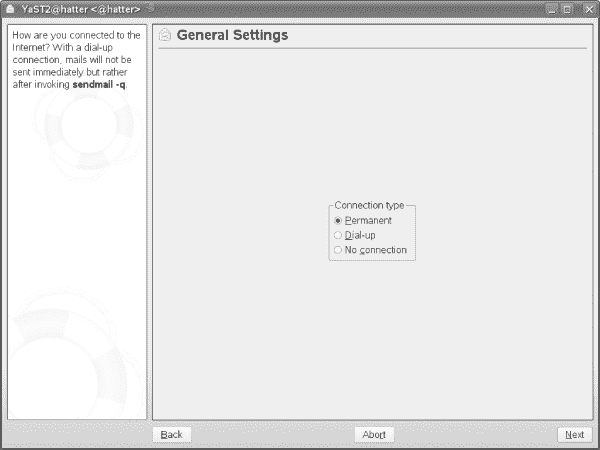 YaST2@hatter <@hatter>
How are you connected to the
Internet? With a dial-up
connection, mails will not be
sent immediately but rather
after invoking sendmail -q.
General Settings
Connection type
Permanent
Dial-up
No connection
Back
Abort
Next